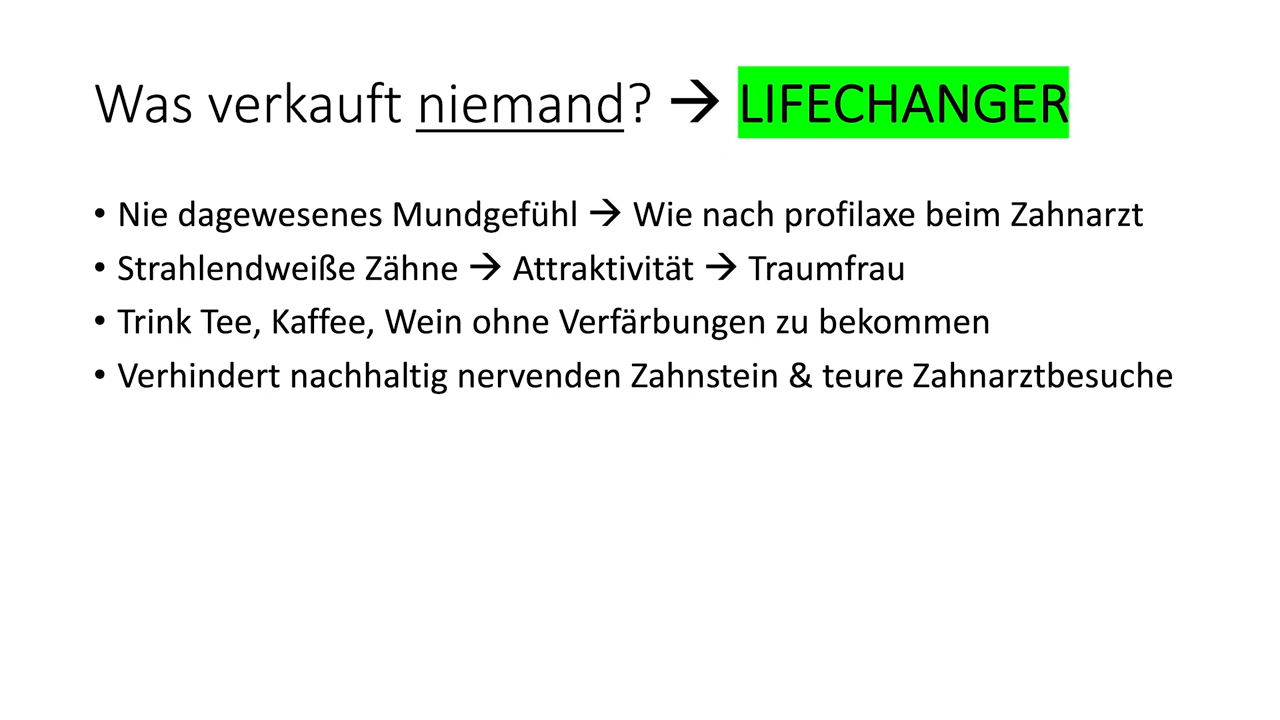 Was verkauft niemand? → LIFECHANGER
• Nie dagewesenes Mundgefühl → Wie nach profilaxe beim Zahnarzt
• Strahlendweiße Zähne → Attraktivität → Traumfrau
• Trink Tee, Kaffee, Wein ohne Verfärbungen zu bekommen
• Verhindert nachhaltig nervenden Zahnstein & teure Zahnarztbesuche